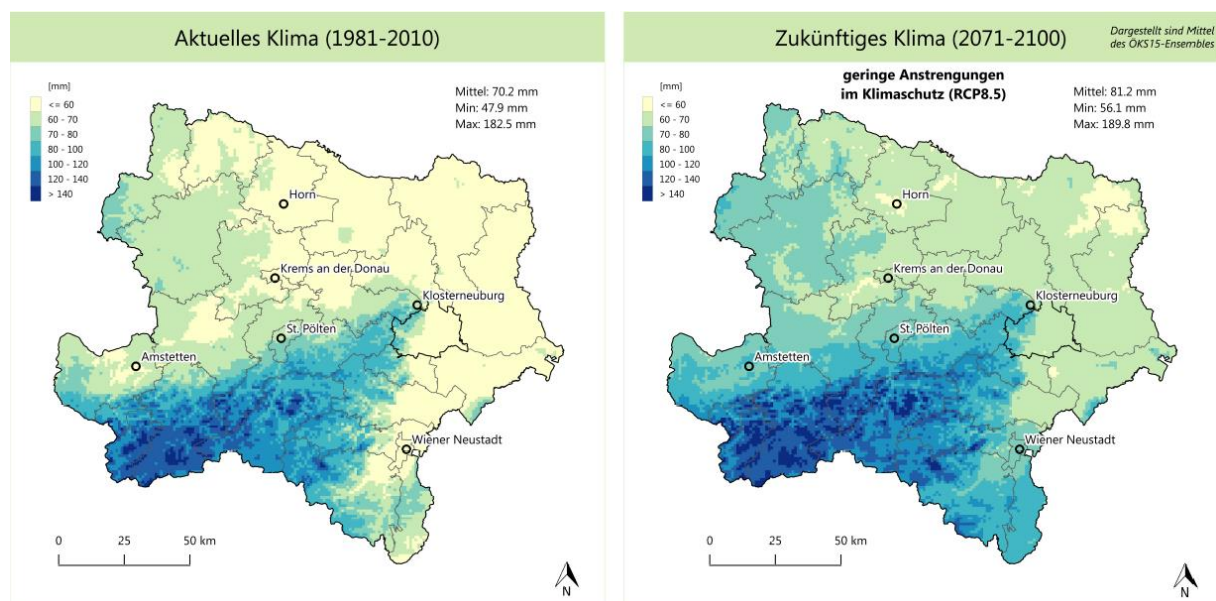 Aktuelles Klima (1981-2010)
[mm]
<= 60
60 - 70
70 - 80
80 - 100
100 - 120
120 - 140
> 140
Mittel: 70.2 mm
Min: 47.9 mm
Max: 182.5 mm
Horn
Krems an der Donau
Klosterneuburg
St. Pölten
Amstetten
Wiener Neustadt
0 25 50 km
N
Zukünftiges Klima (2071-2100)
Dargestellt sind Mittel
des ÖKS15-Ensembles
geringe Anstrengungen
im Klimaschutz (RCP8.5)
[mm]
<= 60
60 - 70
70 - 80
80 - 100
100 - 120
120 - 140
> 140
Mittel: 81.2 mm
Min: 56.1 mm
Max: 189.8 mm
Horn
Krems an der Donau
Klosterneuburg
St. Pölten
Amstetten
Wiener Neustadt
0 25 50 km
N